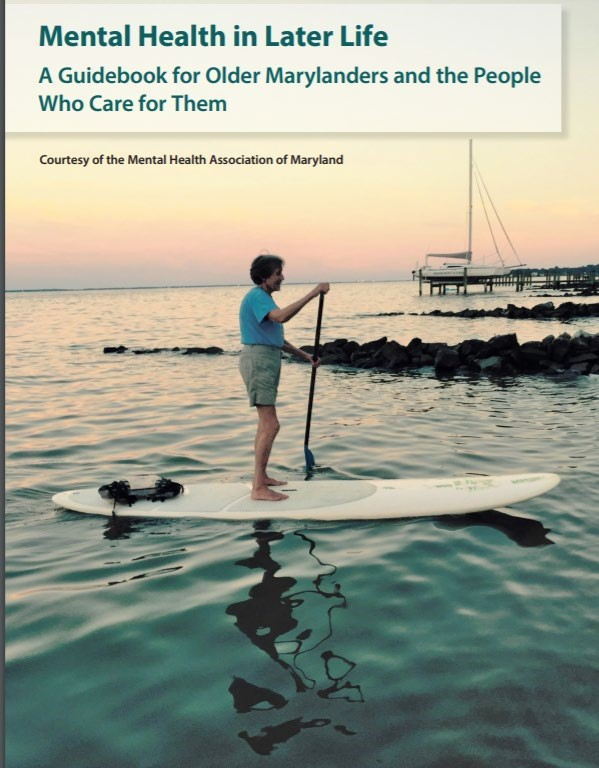 Mental Health in Later Life
A Guidebook for Older Marylanders and the People
Who Care for Them
Courtesy of the Mental Health Association of Maryland